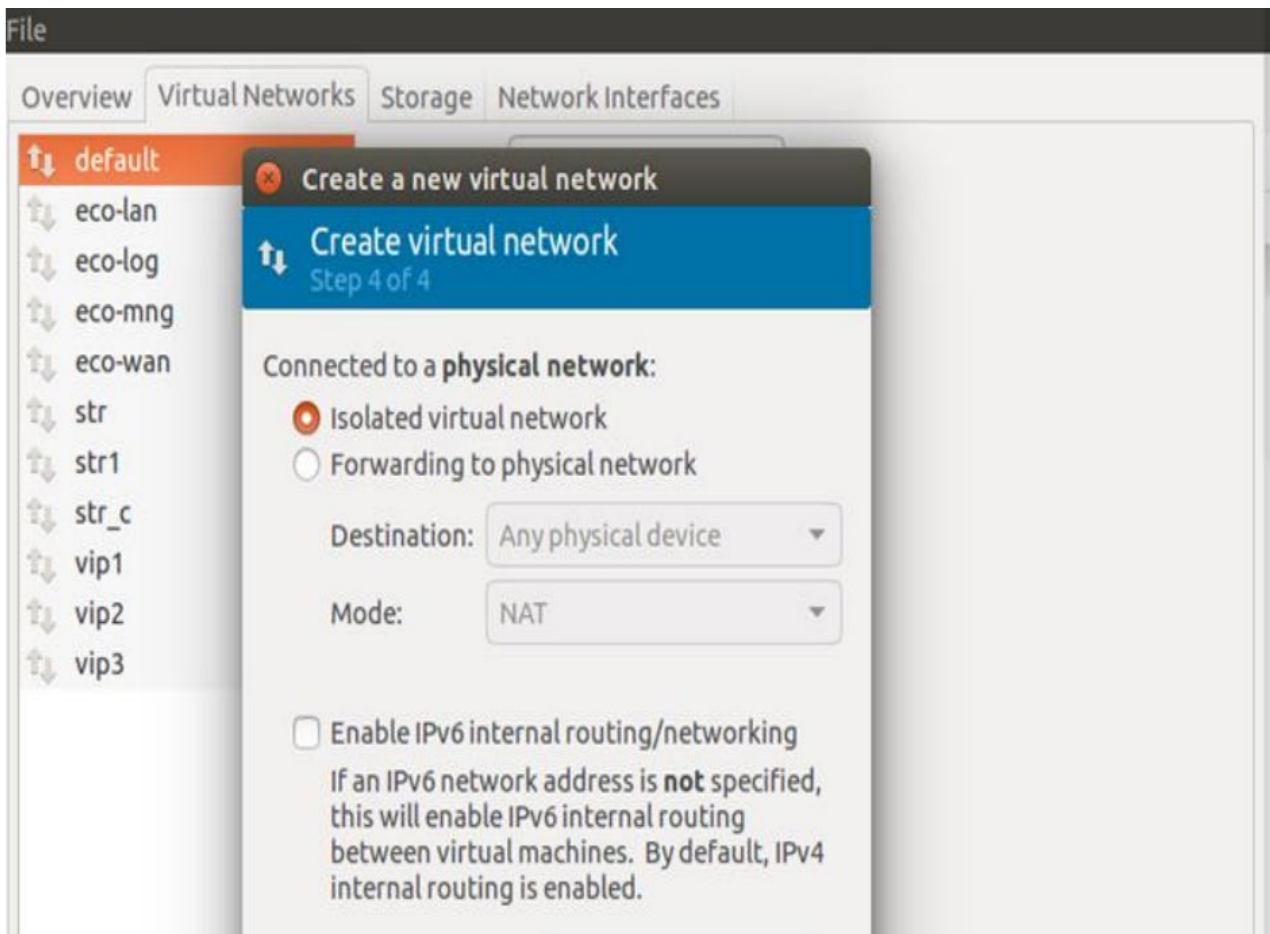 File
Overview Virtual Networks Storage Network Interfaces
default
eco-lan
eco-log
eco-mng
eco-wan
str
str1
str_c
vip1
vip2
vip3
Create a new virtual network
Create virtual network
Step 4 of 4
Connected to a physical network:
Isolated virtual network
Forwarding to physical network
Destination: Any physical device
Mode: NAT
Enable IPv6 internal routing/networking
If an IPv6 network address is not specified,
this will enable IPv6 internal routing
between virtual machines. By default, IPv4
internal routing is enabled.